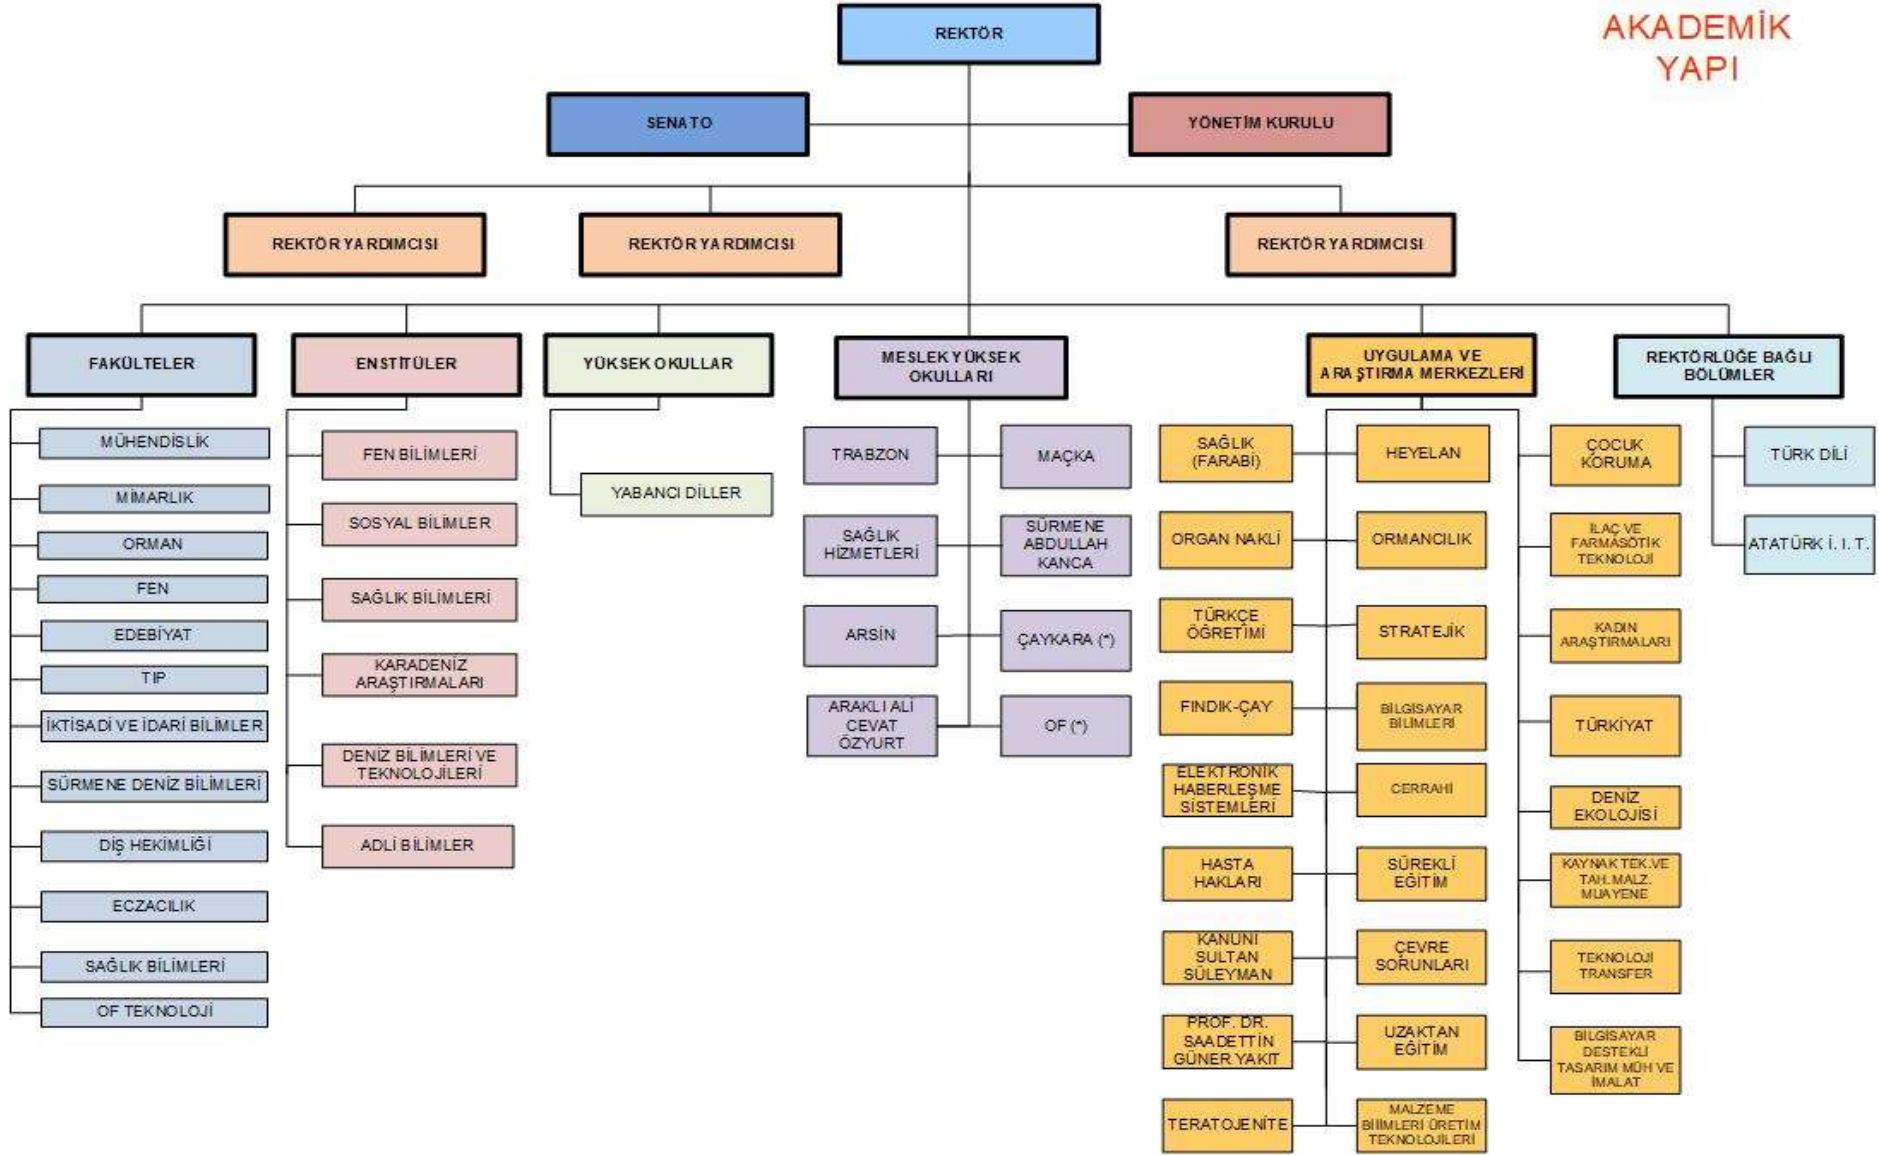 AKADEMİK
YAPI
REKTÖR
SENATO
YÖNETİM KURULU
REKTÖR YARDIMCISI
REKTÖR YARDIMCISI
REKTÖR YARDIMCISI
FAKÜLTELER
ENSTİTÜLER
YÜKSEK OKULLAR
MESLEK YÜKSEK
OKULLARI
UYGULAMA VE
ARAŞTIRMA MERKEZLERİ
REKTÖRLÜĞE BAĞLI
BÖLÜMLER
MÜHENDİSLİK
MİMARLIK
ORMAN
FEN
EDEBİYAT
TIP
İKTİSADİ VE İDARİ BİLİMLER
SÜRMENE DENİZ BİLİMLERİ
DİŞ HEKİMLİĞİ
ECZACILIK
SAĞLIK BİLİMLERİ
OF TEKNOLOJİ
FEN BİLİMLERİ
SOSYAL BİLİMLER
SAĞLIK BİLİMLERİ
KARADENİZ
ARAŞTIRMALARI
DENİZ BİLİMLERİ VE
TEKNOLOJİLERİ
ADLİ BİLİMLER
YABANCI DİLLER
TRABZON
MAÇKA
SAĞLIK
HİZMETLERİ
SÜRMENE
ABDULLAH
KANCA
ARSİN
ÇAYKARA (*)
ARAKLI ALİ
CEVAT
ÖZYURT
OF (*)
SAĞLIK
(FARABİ)
HEYELAN
ORGAN NAKLİ
ORMANCILIK
TÜRKÇE
ÖĞRETİMİ
STRATEJİK
FINDIK-ÇAY
BİLGİSAYAR
BİLİMLERİ
ELEKTRONİK
HABERLEŞME
SİSTEMLERİ
CERRAHİ
HASTA
HAKLARI
SÜREKLİ
EĞİTİM
KANUNİ
SULTAN
SÜLEYMAN
ÇEVRE
SORUNLARI
PROF. DR.
SAADETTİN
GÜNER YAKIT
UZAKTAN
EĞİTİM
TERATOJENİTE
MALZEME
BİLİMLERİ ÜRETİM
TEKNOLOJİLERİ
ÇOCUK
KORUMA
İLAÇ VE
FARMASÖTİK
TEKNOLOJİ
KADIN
ARAŞTIRMALARI
TÜRKİYAT
DENİZ
EKOLOJİSİ
KAYNAK TEK.VE
TAH.MALZ.
MUAYENE
TEKNOLOJİ
TRANSFER
BİLGİSAYAR
DESTEKLİ
TASARIM MÜH VE
İMALAT
TÜRK DİLİ
ATATÜRK İ. I. T.